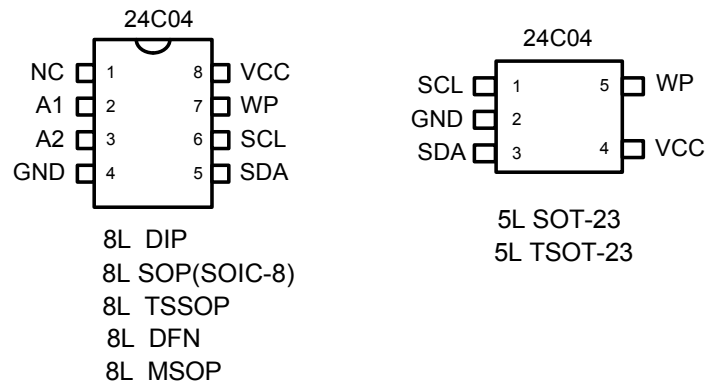 24C04
NC 1 8 VCC
A1 2 7 WP
A2 3 6 SCL
GND 4 5 SDA
8L DIP
8L SOP(SOIC-8)
8L TSSOP
8L DFN
8L MSOP
24C04
SCL 1 5 WP
GND 2
SDA 3 4 VCC
5L SOT-23
5L TSOT-23